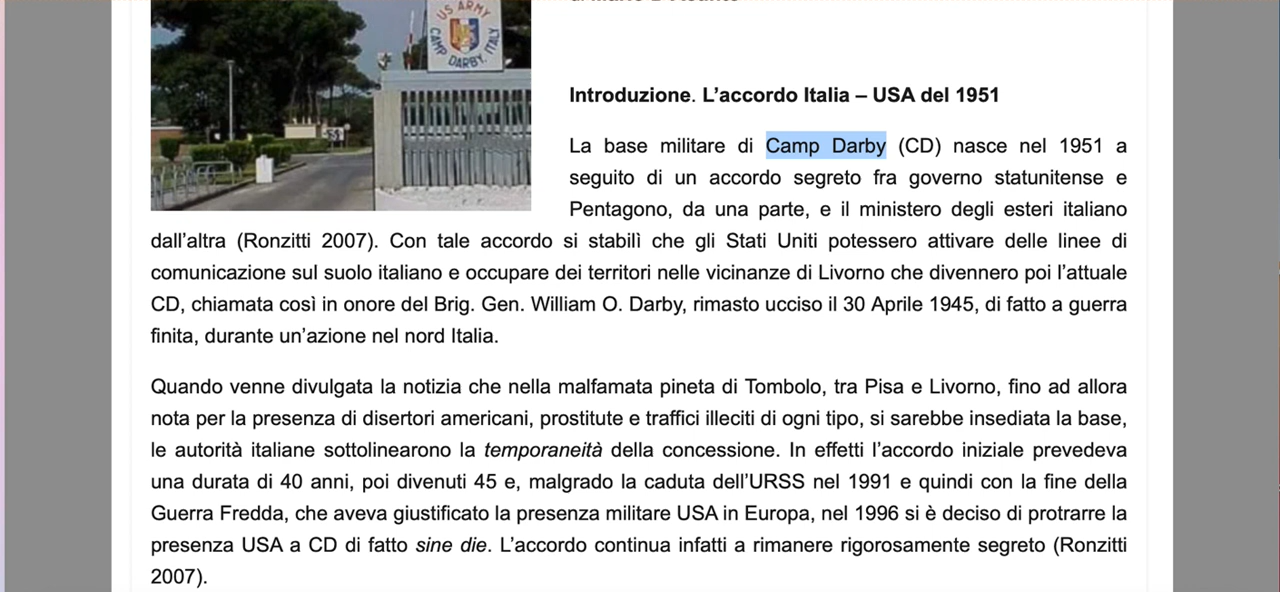 US ARMY
CAMP DARBY, ITALY
Introduzione. L’accordo Italia – USA del 1951
La base militare di Camp Darby (CD) nasce nel 1951 a
seguito di un accordo segreto fra governo statunitense e
Pentagono, da una parte, e il ministero degli esteri italiano
dall’altra (Ronzitti 2007). Con tale accordo si stabilì che gli Stati Uniti potessero attivare delle linee di
comunicazione sul suolo italiano e occupare dei territori nelle vicinanze di Livorno che divennero poi l’attuale
CD, chiamata così in onore del Brig. Gen. William O. Darby, rimasto ucciso il 30 Aprile 1945, di fatto a guerra
finita, durante un’azione nel nord Italia.
Quando venne divulgata la notizia che nella malfamata pineta di Tombolo, tra Pisa e Livorno, fino ad allora
nota per la presenza di disertori americani, prostitute e traffici illeciti di ogni tipo, si sarebbe insediata la base,
le autorità italiane sottolinearono la temporaneità della concessione. In effetti l’accordo iniziale prevedeva
una durata di 40 anni, poi divenuti 45 e, malgrado la caduta dell’URSS nel 1991 e quindi con la fine della
Guerra Fredda, che aveva giustificato la presenza militare USA in Europa, nel 1996 si è deciso di protrarre la
presenza USA a CD di fatto sine die. L’accordo continua infatti a rimanere rigorosamente segreto (Ronzitti
2007).